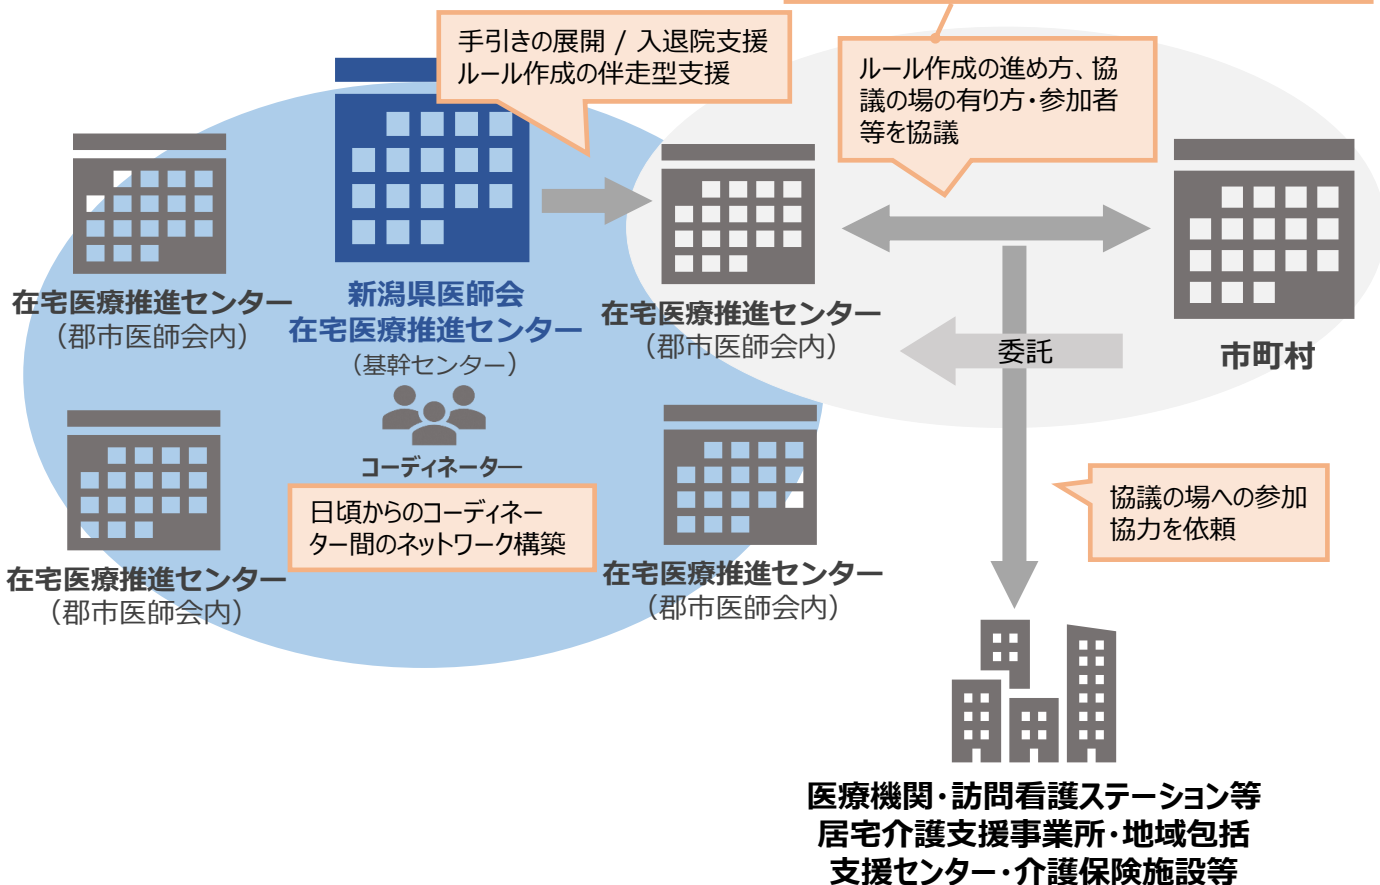 手引きの展開 / 入退院支援
ルール作成の伴走型支援
ルール作成の進め方、協
議の場の有り方・参加者
等を協議
在宅医療推進センター
（郡市医師会内）
新潟県医師会
在宅医療推進センター
（基幹センター）
在宅医療推進センター
（郡市医師会内）
委託
市町村
コーディネーター
日頃からのコーディネー
ター間のネットワーク構築
協議の場への参加
協力を依頼
在宅医療推進センター
（郡市医師会内）
在宅医療推進センター
（郡市医師会内）
医療機関・訪問看護ステーション等
居宅介護支援事業所・地域包括
支援センター・介護保険施設等